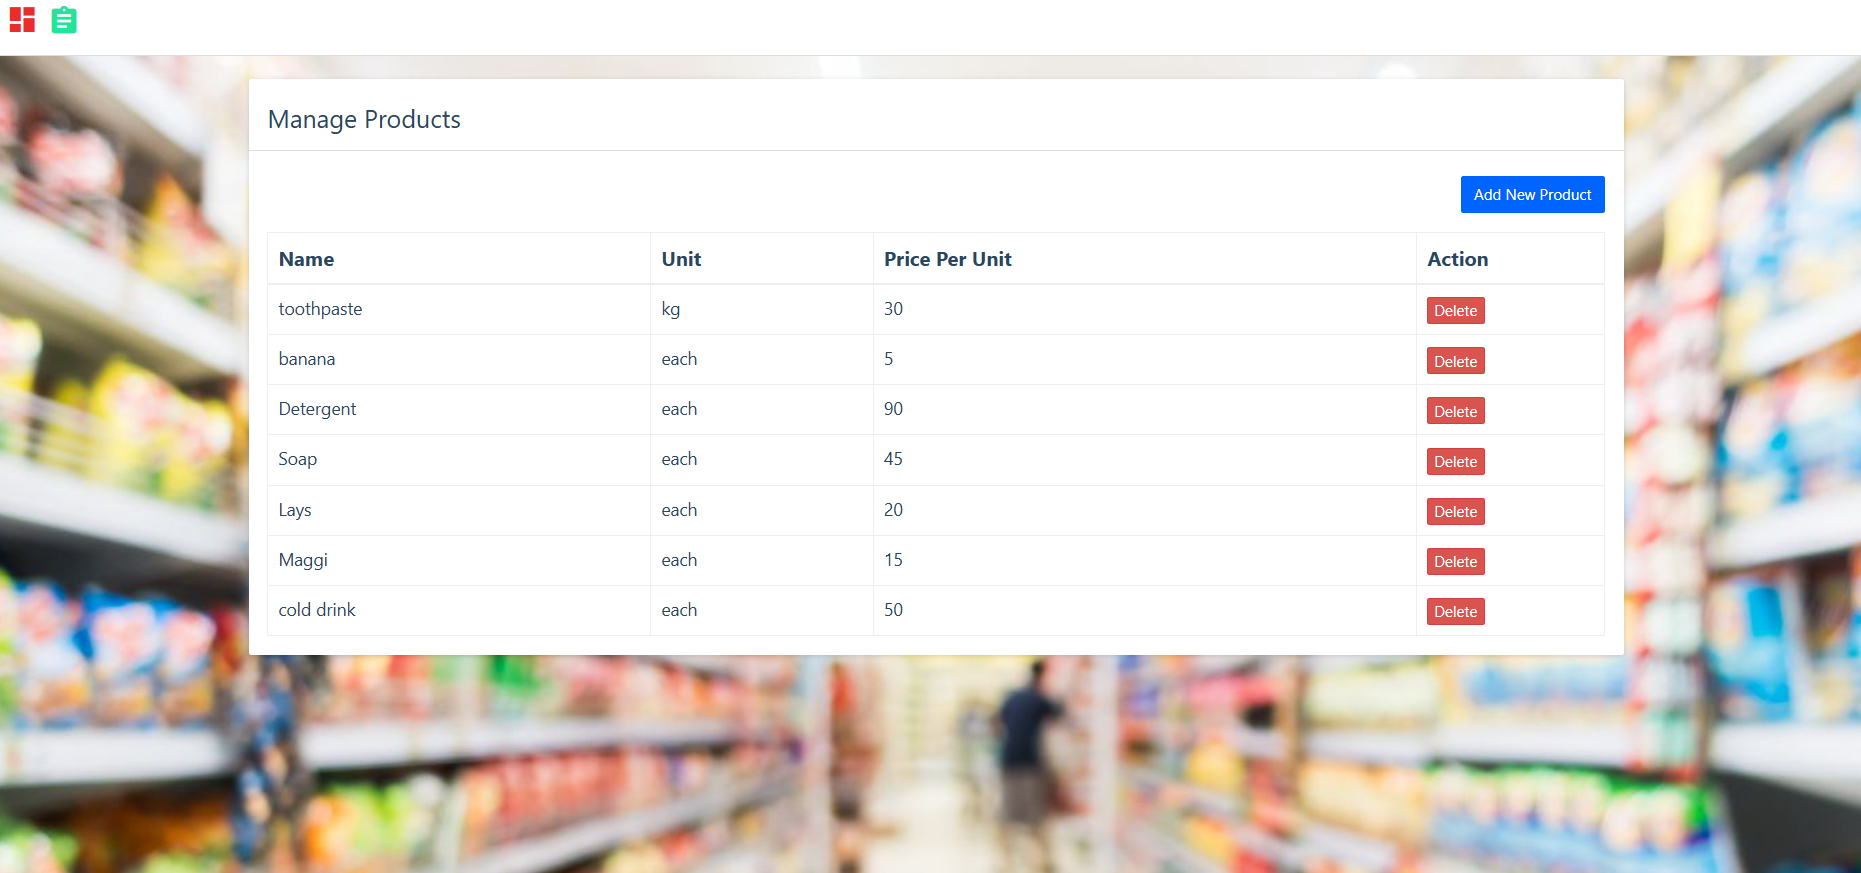 Manage Products
Add New Product
Name Unit Price Per Unit Action
toothpaste kg 30 Delete
banana each 5 Delete
Detergent each 90 Delete
Soap each 45 Delete
Lays each 20 Delete
Maggi each 15 Delete
cold drink each 50 Delete